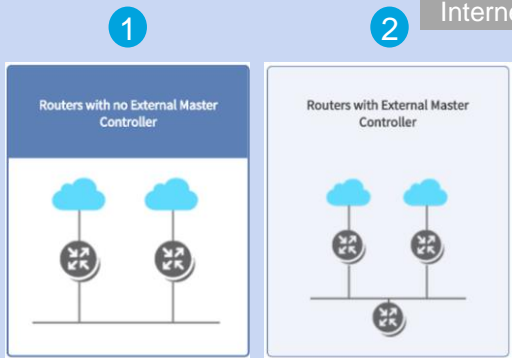 1
2
Routers with no External Master
Controller
Routers with External Master
Controller